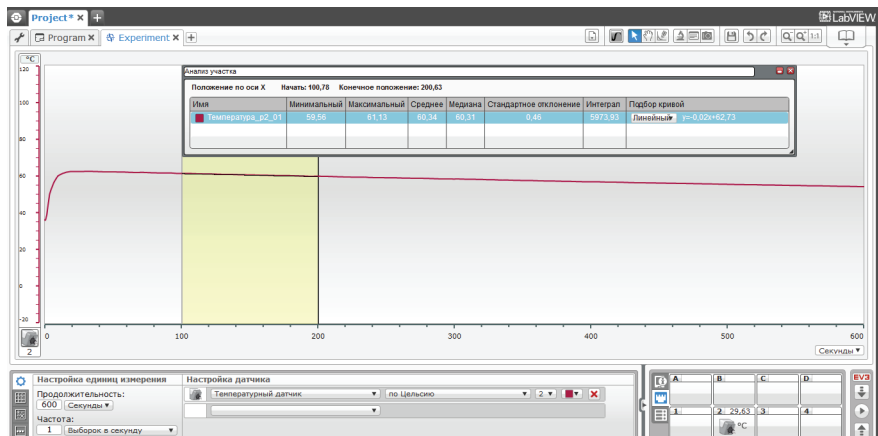 Project* × +
LabVIEW
Program × Experiment × +
1:1
°C
Анализ участка
Положение по оси X Начать: 100,78 Конечное положение: 200,63
Имя Минимальный Максимальный Среднее Медиана Стандартное отклонение Интеграл Подбор кривой
Температура_p2_01 59,56 61,13 60,34 60,31 0,46 5973,93 Линейный y=-0,02x+62,73
120
100
80
60
40
20
0
-20
0 100 200 300 400 500 600
2
Секунды
Настройка единиц измерения Настройка датчика
Продолжительность:
600 Секунды
Частота:
1 Выборок в секунду
Температурный датчик по Цельсию 2
A B C D
1 2 29,63 3 4
°C
EV3